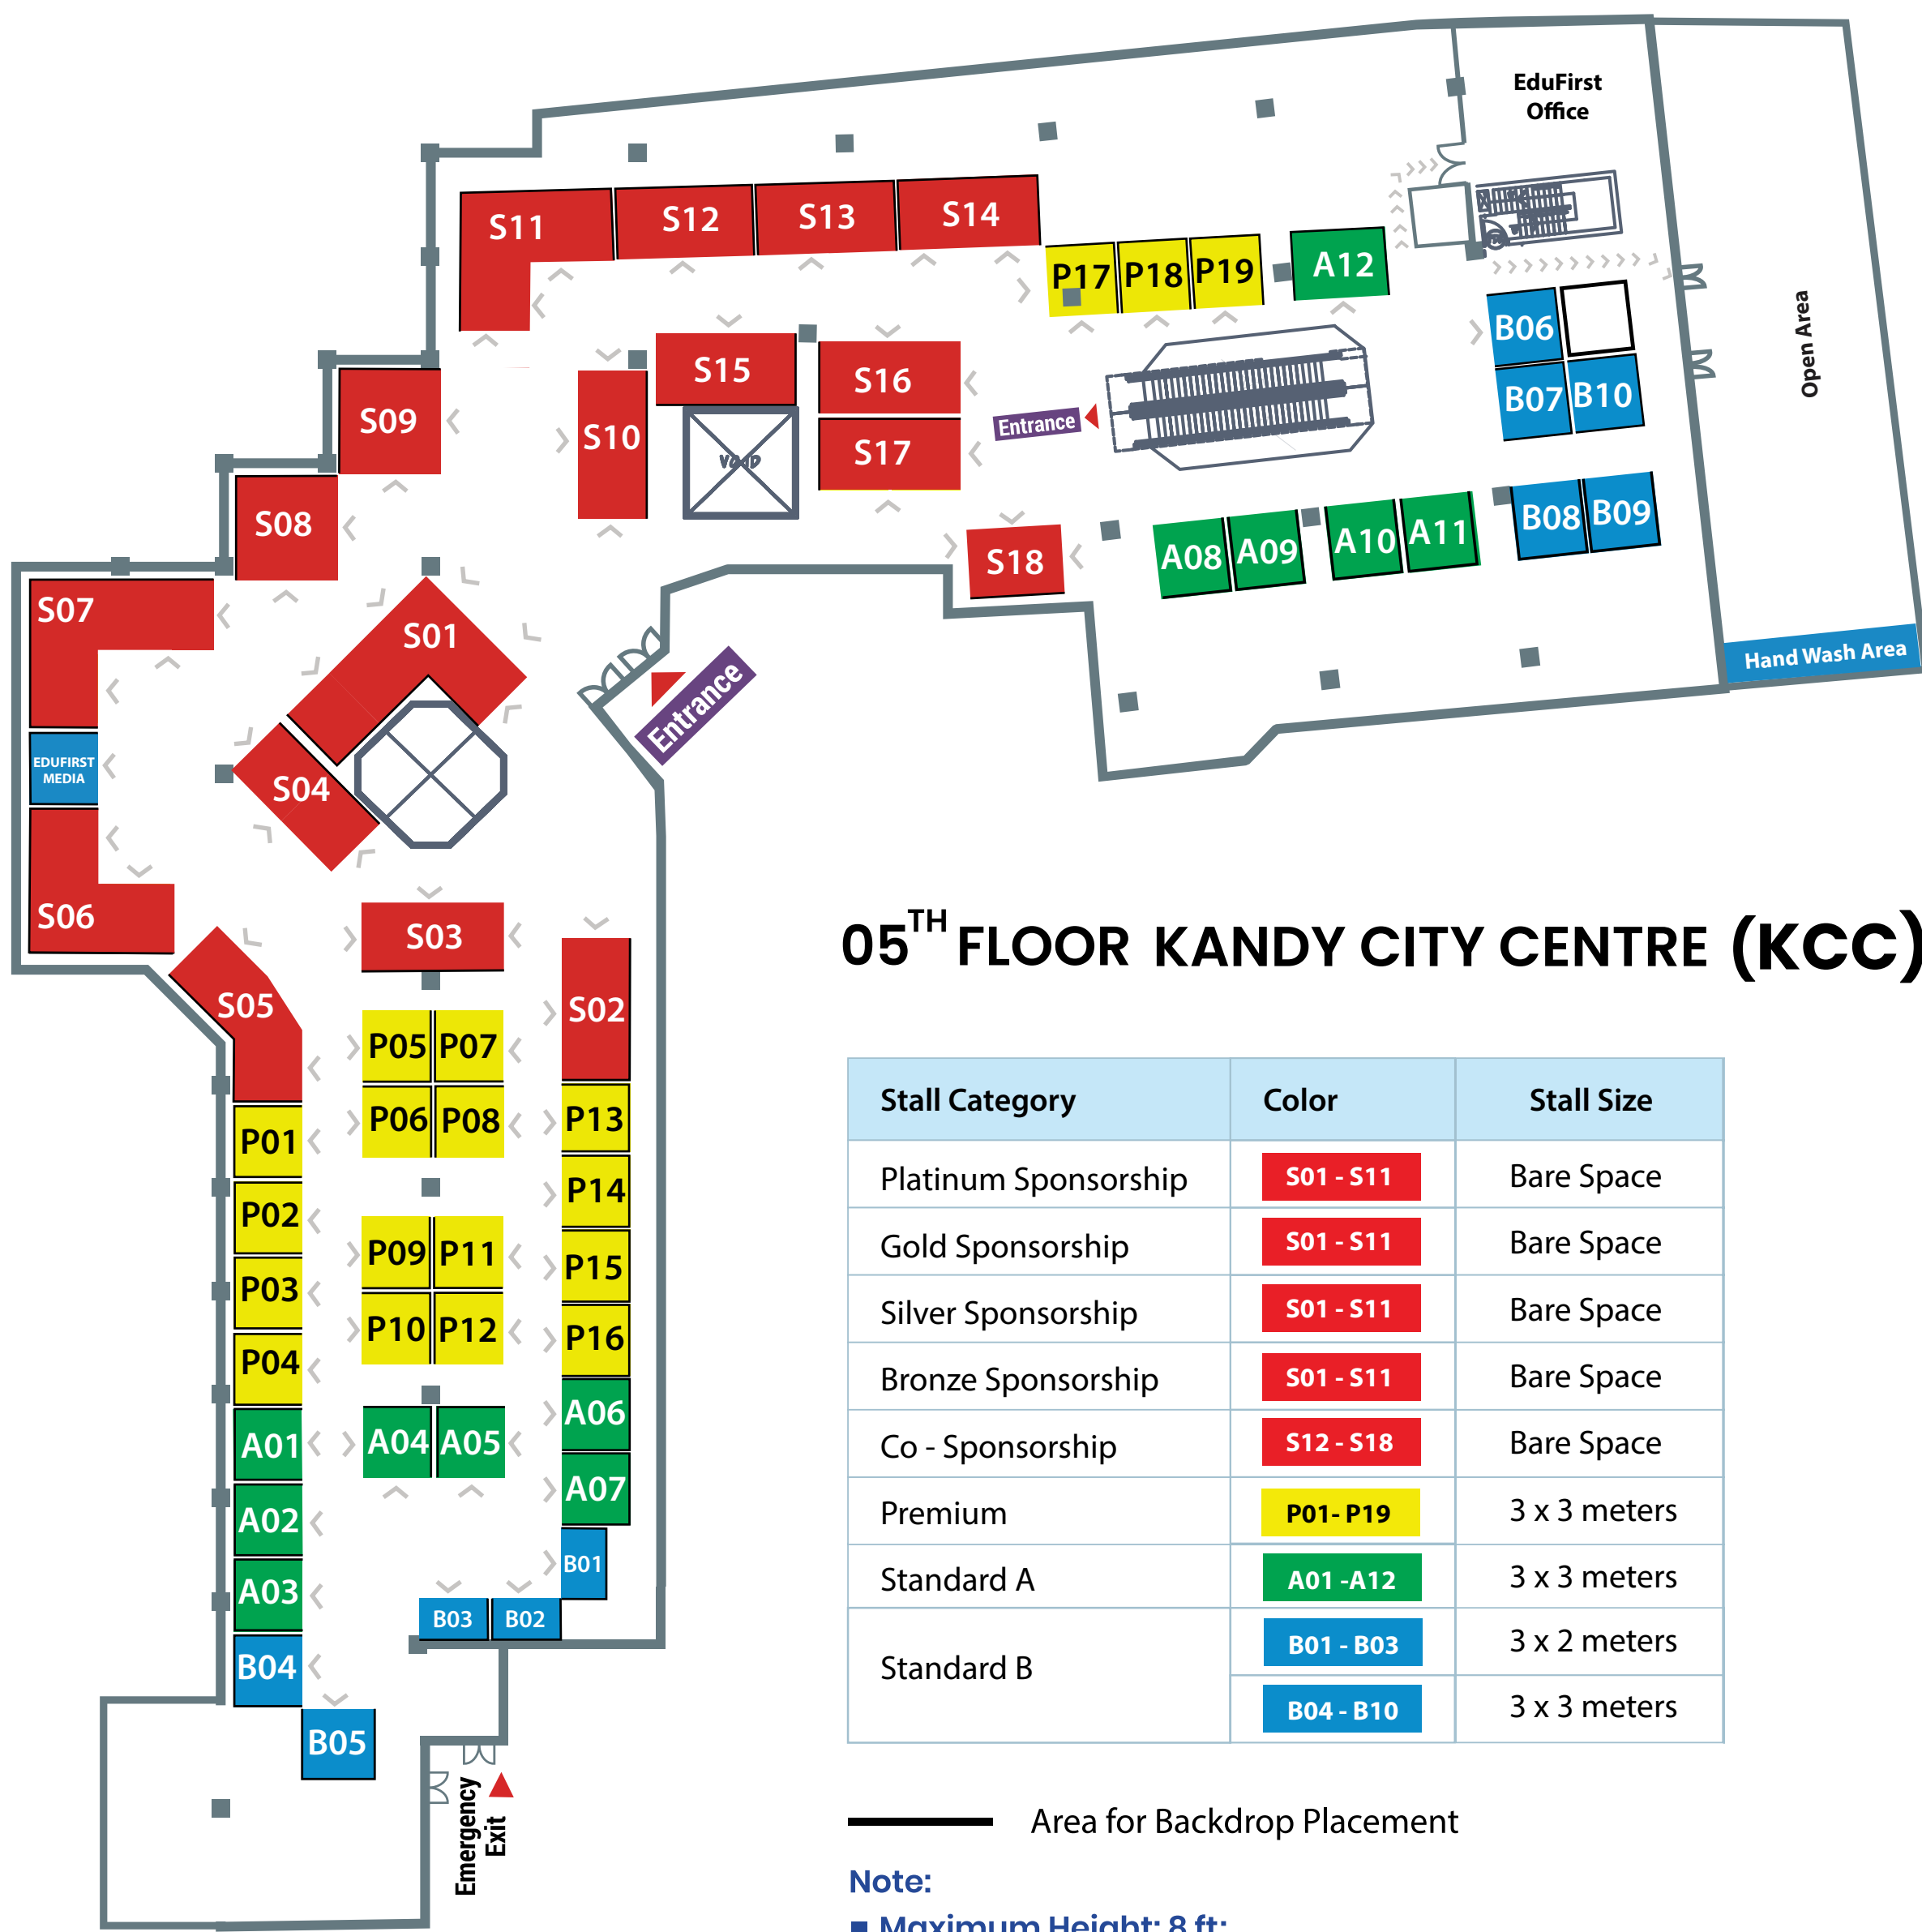 EduFirst
Office
S11
S12
S13
S14
P17
P18
P19
A12
B06
B07
B10
Open Area
S15
S16
S17
S10
VOID
Entrance
S09
S08
S18
A08
A09
A10
A11
B08
B09
Hand Wash Area
S07
S01
Entrance
EDUFIRST
MEDIA
S04
S06
S03
S05
S02
05TH FLOOR KANDY CITY CENTRE (KCC)
P05
P07
P06
P08
P13
P01
P14
P02
P09
P11
P15
P03
P10
P12
P16
P04
A06
A01
A04
A05
A07
A02
B01
A03
B03
B02
B04
B05
Emergency
Exit
Stall Category Color Stall Size
Platinum Sponsorship S01 - S11 Bare Space
Gold Sponsorship S01 - S11 Bare Space
Silver Sponsorship S01 - S11 Bare Space
Bronze Sponsorship S01 - S11 Bare Space
Co - Sponsorship S12 - S18 Bare Space
Premium P01- P19 3 x 3 meters
Standard A A01 -A12 3 x 3 meters
Standard B B01 - B03 3 x 2 meters
B04 - B10 3 x 3 meters
Area for Backdrop Placement
Note:
Maximum Height: 8 ft;